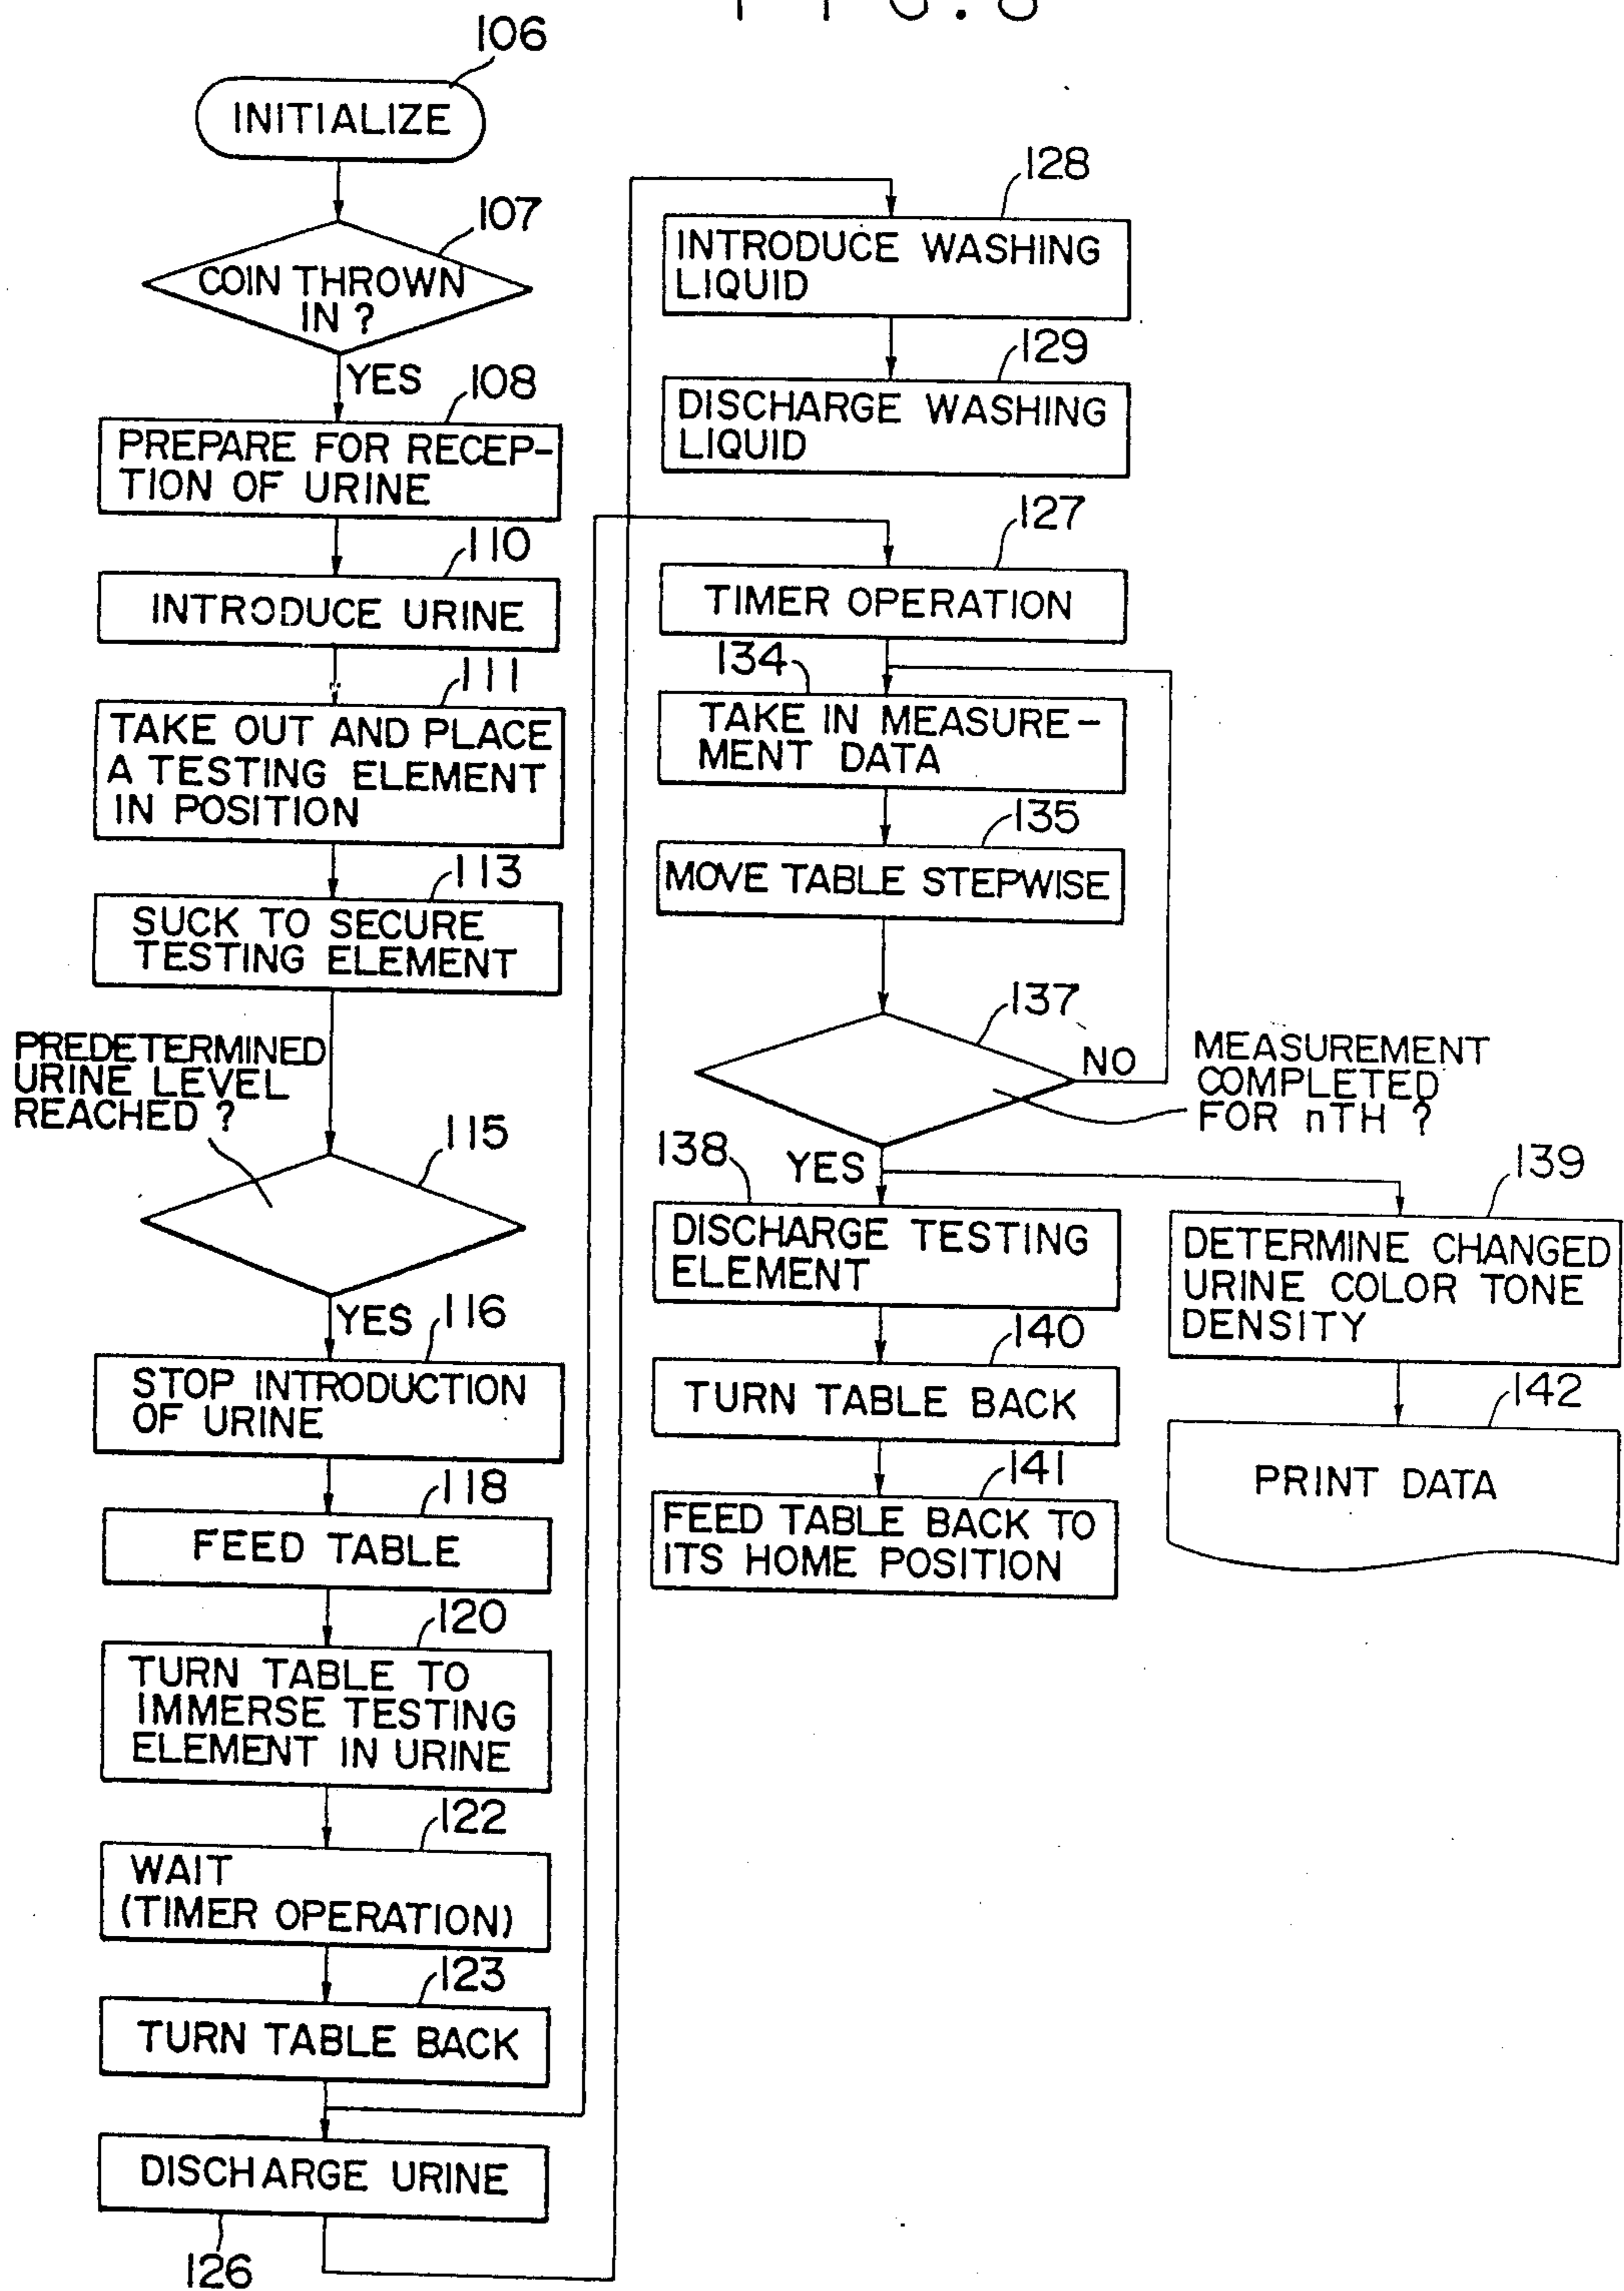 106
INITIALIZE
107
COIN THROWN
IN ?
YES
108
PREPARE FOR RECEP-
TION OF URINE
110
INTRODUCE URINE
111
TAKE OUT AND PLACE
A TESTING ELEMENT
IN POSITION
113
SUCK TO SECURE
TESTING ELEMENT
PREDETERMINED
URINE LEVEL
REACHED ?
115
YES
116
STOP INTRODUCTION
OF URINE
118
FEED TABLE
120
TURN TABLE TO
IMMERSE TESTING
ELEMENT IN URINE
122
WAIT
(TIMER OPERATION)
123
TURN TABLE BACK
DISCHARGE URINE
126
128
INTRODUCE WASHING
LIQUID
129
DISCHARGE WASHING
LIQUID
127
TIMER OPERATION
134
TAKE IN MEASURE-
MENT DATA
135
MOVE TABLE STEPWISE
137
NO
MEASUREMENT
COMPLETED
FOR nTH ?
YES
138
DISCHARGE TESTING
ELEMENT
140
TURN TABLE BACK
141
FEED TABLE BACK TO
ITS HOME POSITION
139
DETERMINE CHANGED
URINE COLOR TONE
DENSITY
142
PRINT DATA